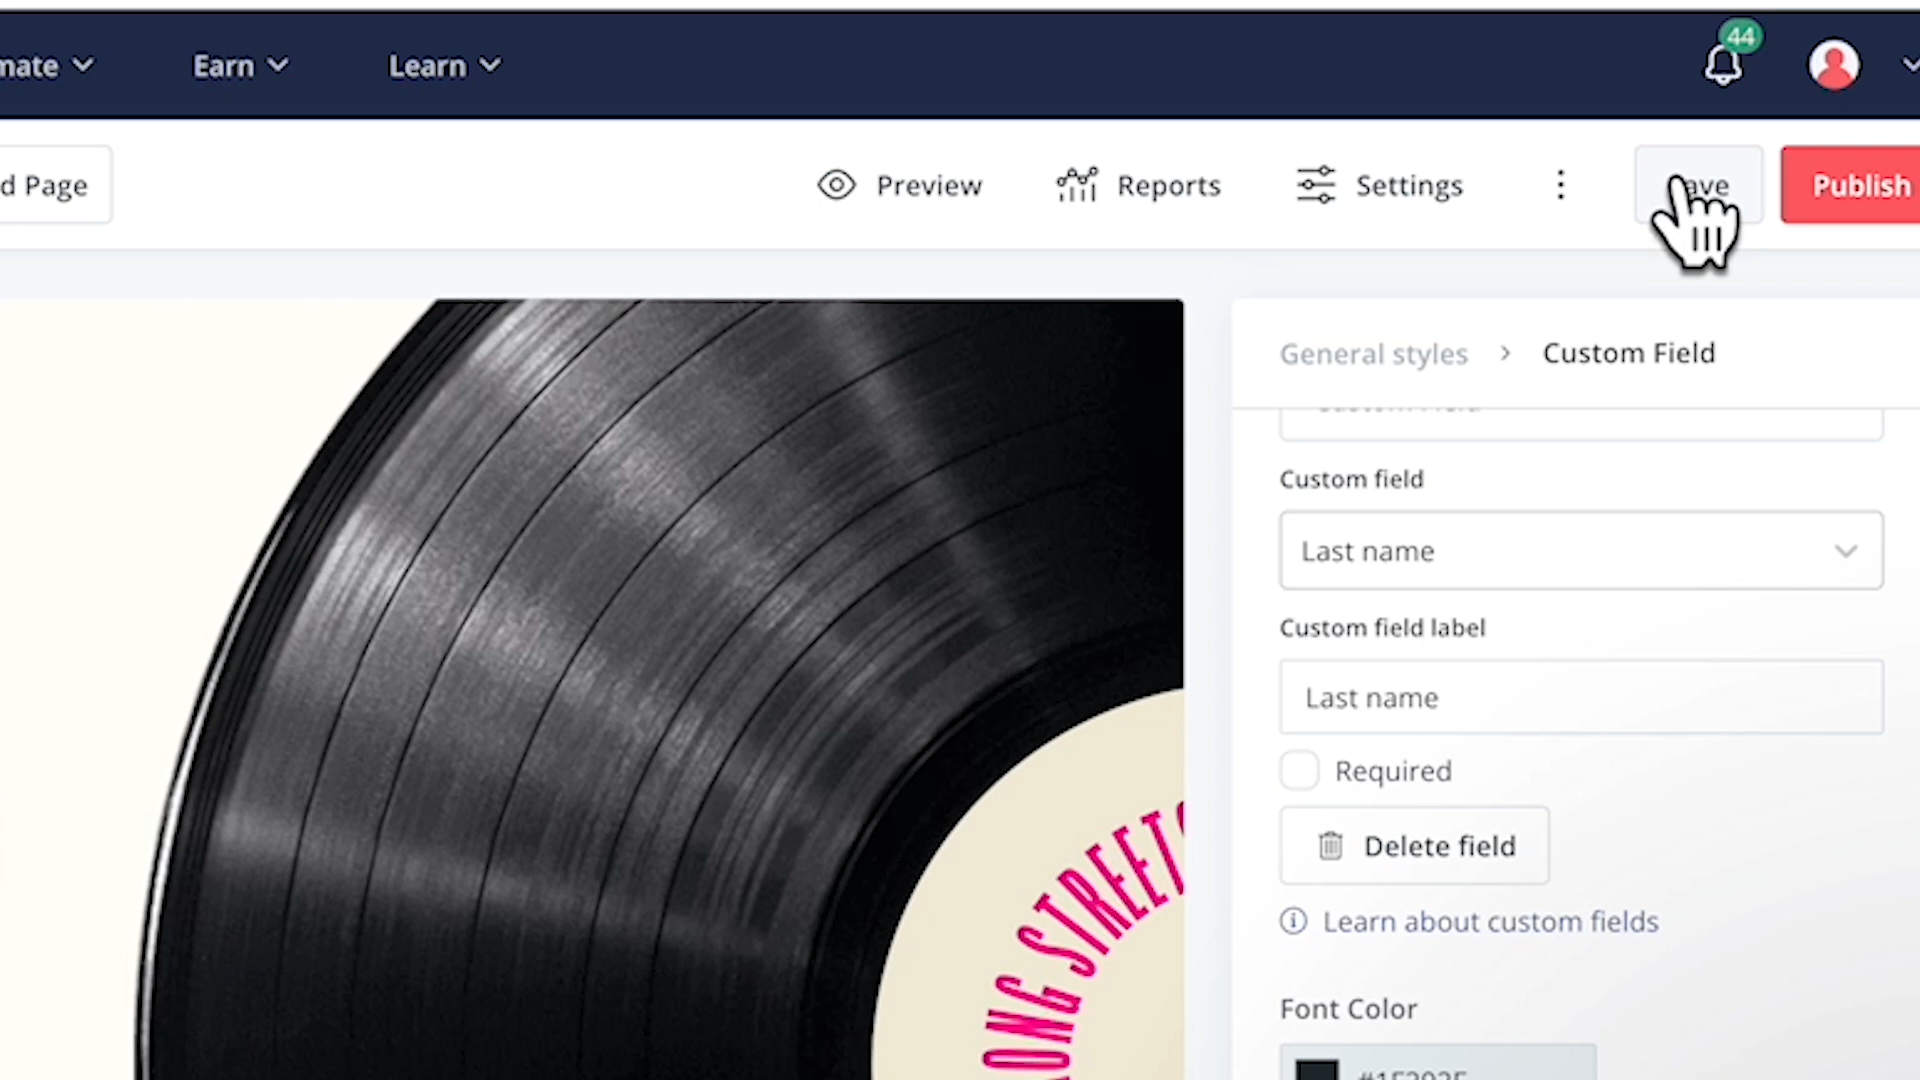 Earn
Learn
44
Page
Preview
Reports
Settings
Publish
General styles > Custom Field
Custom field
Last name
Custom field label
Last name
Required
Delete field
Learn about custom fields
Font Color